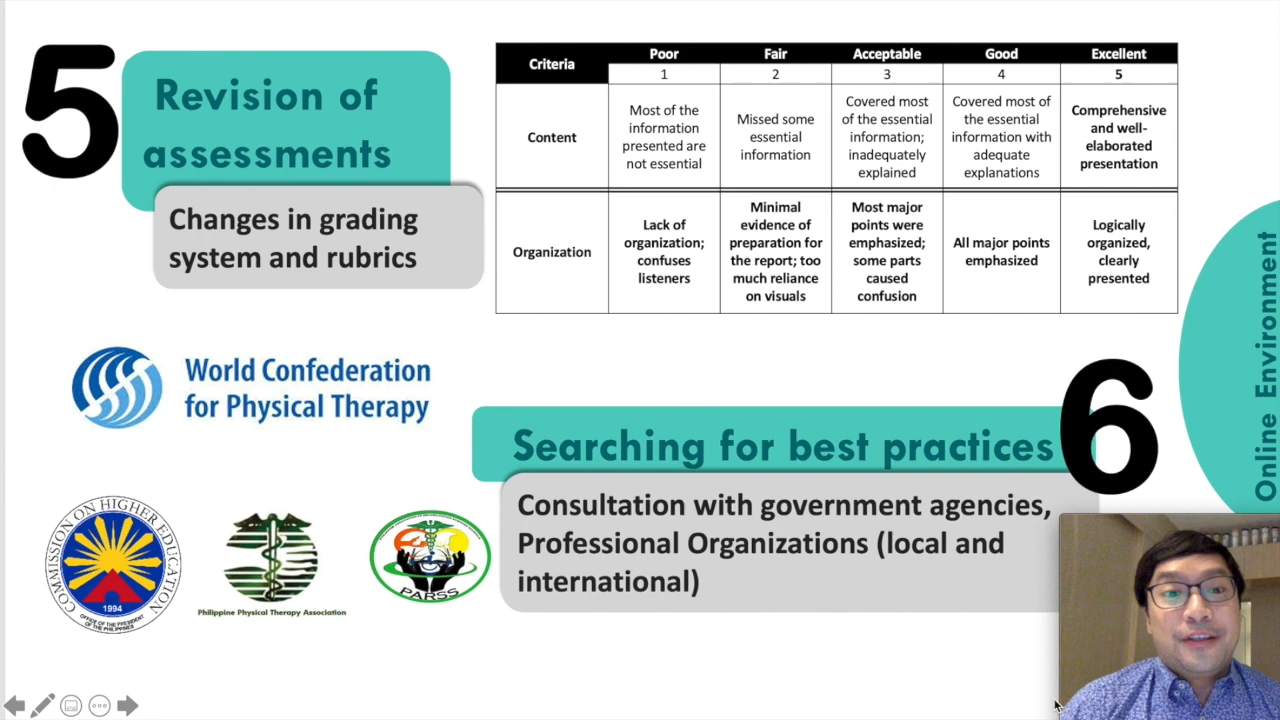 5
Revision of
assessments
Changes in grading
system and rubrics
Criteria
Poor
Fair
Acceptable
Good
Excellent
1
2
3
4
5
Content
Most of the
information
presented are
not essential
Missed some
essential
information
Covered most
of the essential
information;
inadequately
explained
Covered most of
the essential
information with
adequate
explanations
Comprehensive
and well-
elaborated
presentation
Organization
Lack of
organization;
confuses
listeners
Minimal
evidence of
preparation for
the report; too
much reliance
on visuals
Most major
points were
emphasized;
some parts
caused
confusion
All major points
emphasized
Logically
organized,
clearly
presented
Online Environment
World Confederation
for Physical Therapy
6
Searching for best practices
Consultation with government agencies,
Professional Organizations (local and
international)
COMMISSION ON HIGHER EDUCATION
1994
OFFICE OF THE PRESIDENT
OF THE PHILIPPINES
Philippine Physical Therapy Association
PARSS